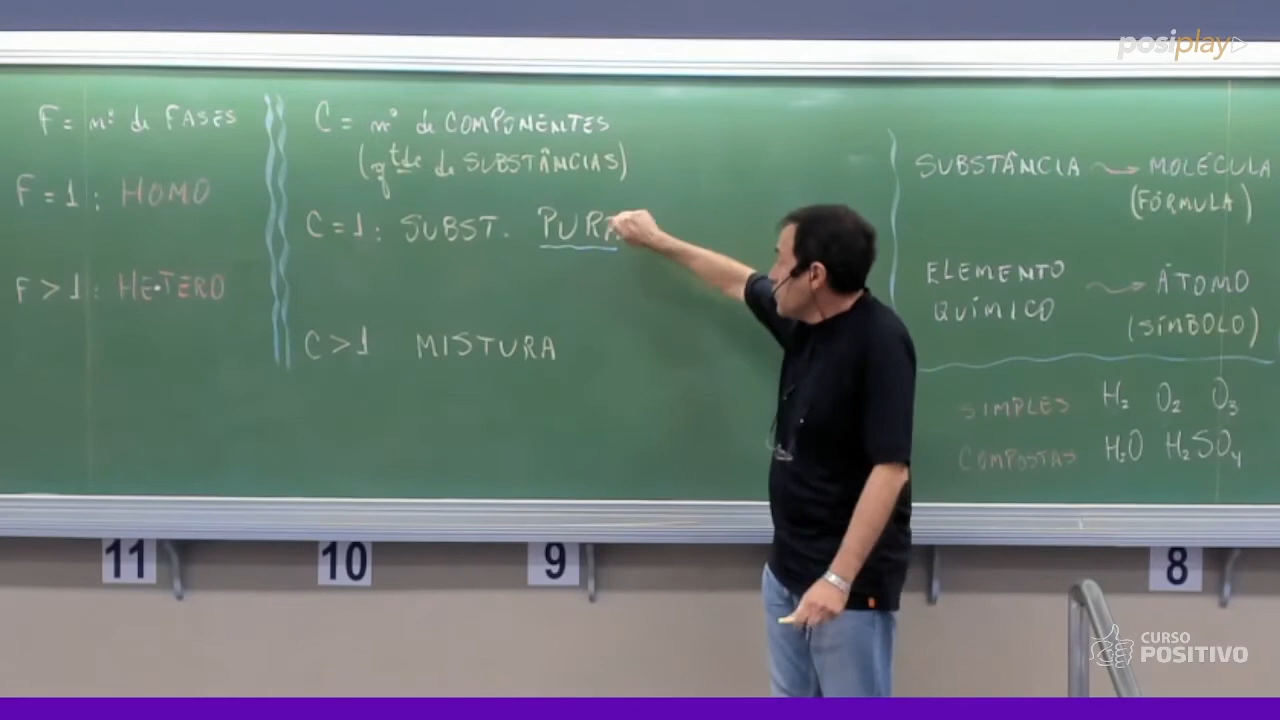 posiplay
F = nº de FASES
F = 1 : HOMO
F > 1 : HETERO
C = nº de COMPONENTES
(qtde de SUBSTÂNCIAS)
C = 1 : SUBST. PURA
C > 1 MISTURA
SUBSTÂNCIA → MOLÉCULA
(FÓRMULA)
ELEMENTO
QUÍMICO → ÁTOMO
(SÍMBOLO)
SIMPLES H₂ O₂ O₃
COMPOSTAS H₂O H₂SO₄
11 10 9 8
CURSO
POSITIVO